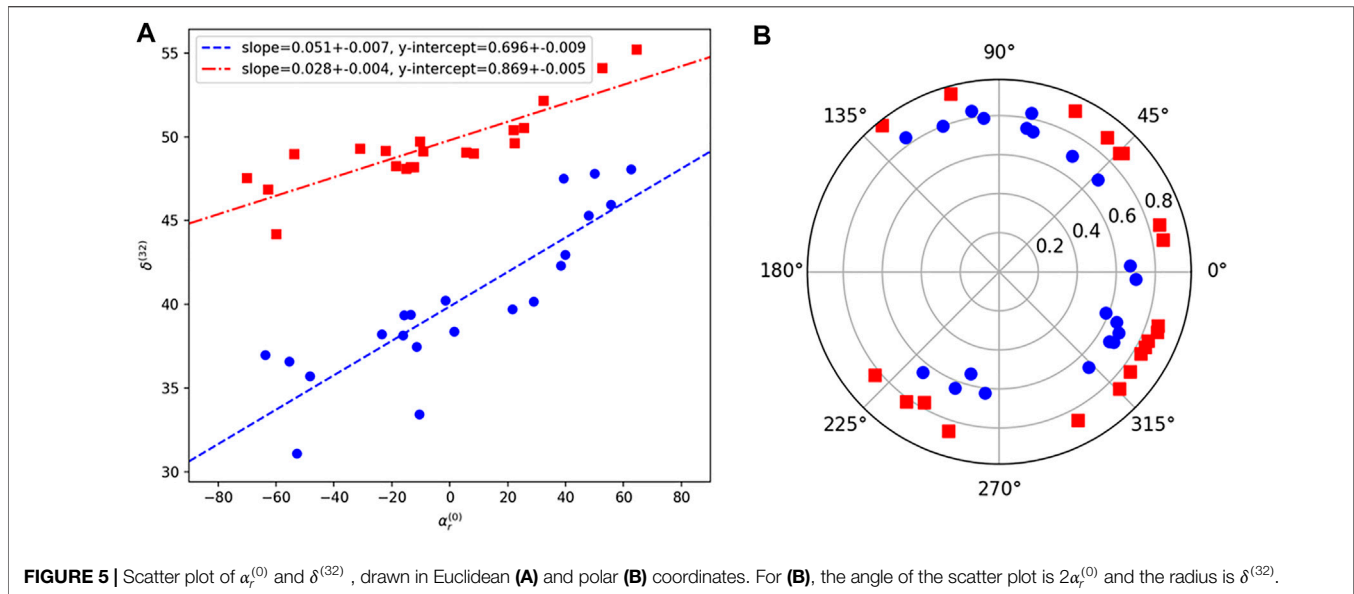 A
slope=0.051+-0.007, y-intercept=0.696+-0.009
slope=0.028+-0.004, y-intercept=0.869+-0.005
55
50
45
40
35
30
δ(32)
−80 −60 −40 −20 0 20 40 60 80
αr(0)
B
90°
135° 45°
0.8
0.6
0.4
0.2
180° 0°
225° 315°
270°
FIGURE 5 | Scatter plot of αr(0) and δ(32) , drawn in Euclidean (A) and polar (B) coordinates. For (B), the angle of the scatter plot is 2αr(0) and the radius is δ(32).